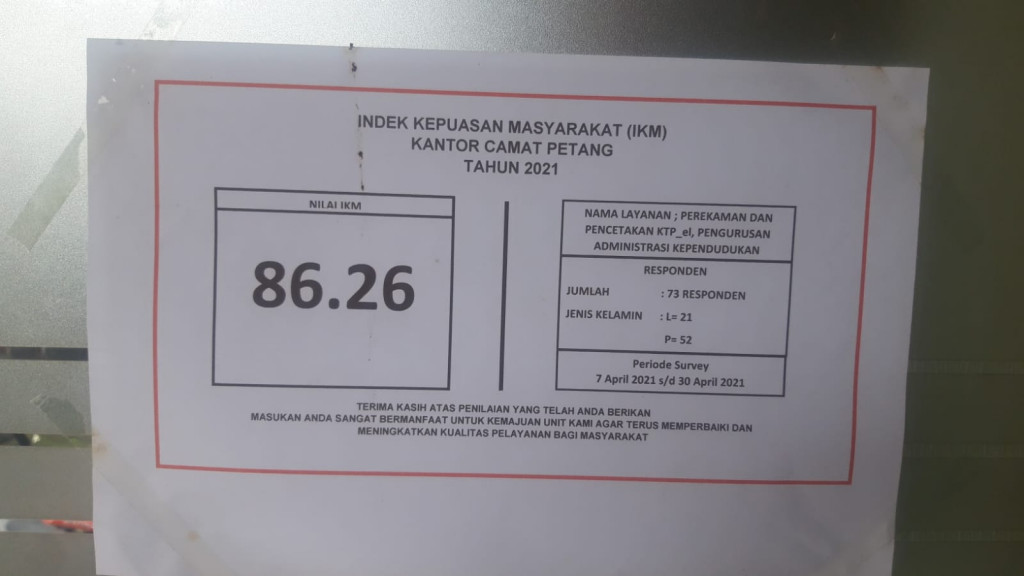 INDEK KEPUASAN MASYARAKAT (IKM)
KANTOR CAMAT PETANG
TAHUN 2021
NILAI IKM
86.26
NAMA LAYANAN ; PEREKAMAN DAN
PENCETAKAN KTP_el, PENGURUSAN
ADMINISTRASI KEPENDUDUKAN
RESPONDEN
JUMLAH : 73 RESPONDEN
JENIS KELAMIN : L= 21
P= 52
Periode Survey
7 April 2021 s/d 30 April 2021
TERIMA KASIH ATAS PENILAIAN YANG TELAH ANDA BERIKAN
MASUKAN ANDA SANGAT BERMANFAAT UNTUK KEMAJUAN UNIT KAMI AGAR TERUS MEMPERBAIKI DAN
MENINGKATKAN KUALITAS PELAYANAN BAGI MASYARAKAT